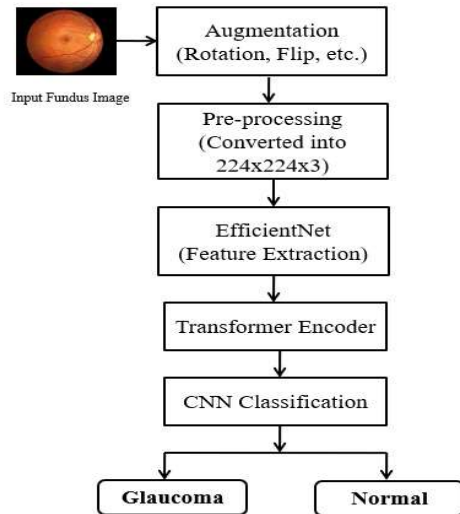 Augmentation
(Rotation, Flip, etc.)
Input Fundus Image
Pre-processing
(Converted into
224x224x3)
EfficientNet
(Feature Extraction)
Transformer Encoder
CNN Classification
Glaucoma
Normal